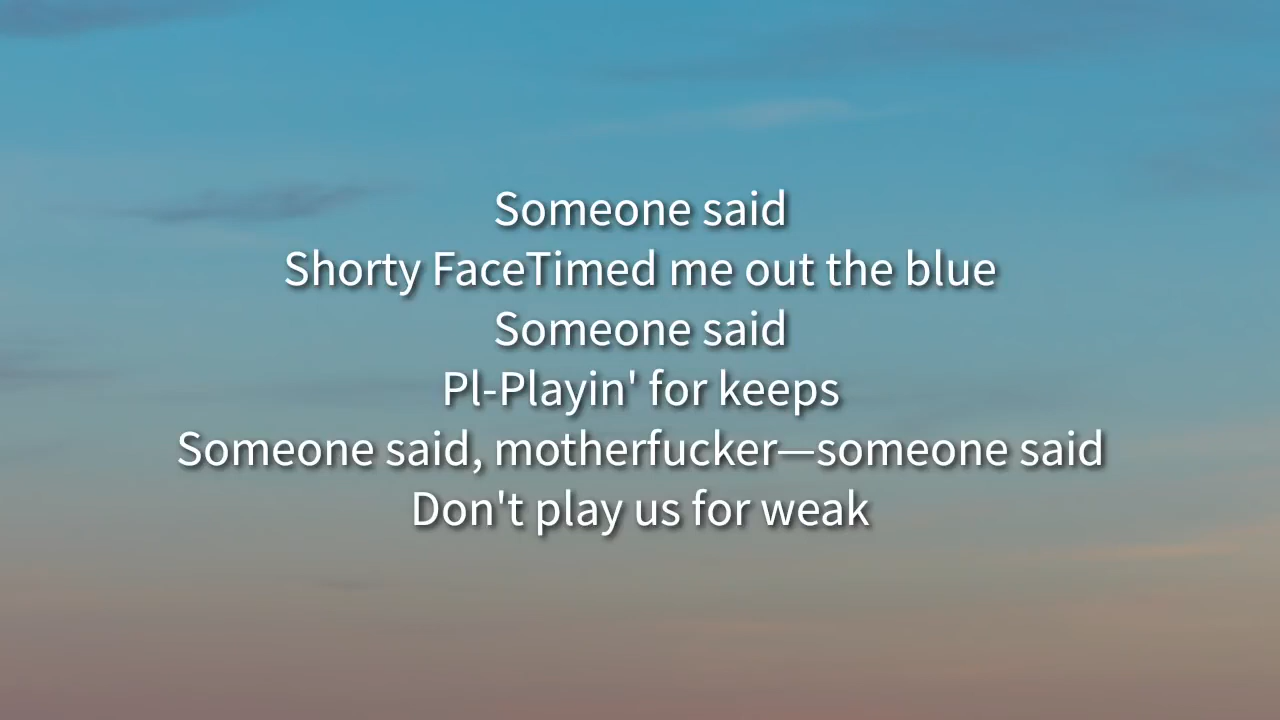 Someone said
Shorty FaceTimed me out the blue
Someone said
Pl-Playin' for keeps
Someone said, motherfucker—someone said
Don't play us for weak